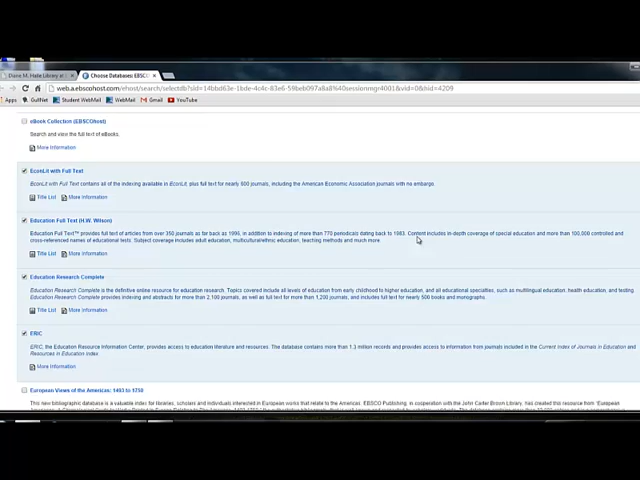 Diane M. Halle Library at
Choose Databases: EBSCO
web.a.ebscohost.com/ehost/search/selectdb?
Apps GulfNet Student WebMail WebMail Gmail YouTube
eBook Collection (EBSCOhost)
Search and view the full text of eBooks.
More Information
EconLit with Full Text
EconLit with Full Text contains all of the indexing available in EconLit, plus full text for nearly 500 journals, including the American Economic Association journals with no embargo.
Title List More Information
Education Full Text (H.W. Wilson)
Education Full Text™ provides full text of articles from over 350 journals as far back as 1996, in addition to indexing of more than 770 periodicals dating back to 1983. Content includes in-depth coverage of special education and more than 100,000 controlled and
cross-referenced names of educational tests. Subject coverage includes adult education, multicultural/ethnic education, teaching methods and much more
Title List More Information
Education Research Complete
Education Research Complete is the definitive online resource for education research. Topics covered include all levels of education from early childhood to higher education, and all educational specialties, such as multilingual education, health education, and testing.
Education Research Complete provides indexing and abstracts for more than 2,100 journals, as well as full text for more than 1,200 journals, and includes full text for nearly 500 books and monographs.
Title List More Information
ERIC
ERIC, the Education Resource Information Center, provides access to education literature and resources. The database contains more than 1.3 million records and provides access to information from journals included in the Current Index of Journals in Education and
Resources in Education Index.
More Information
European Views of the Americas: 1493 to 1750
This new bibliographic database is a valuable index for libraries, scholars and individuals interested in European works that relate to the Americas. EBSCO Publishing, in cooperation with the John Carter Brown Library, has created this resource from "European